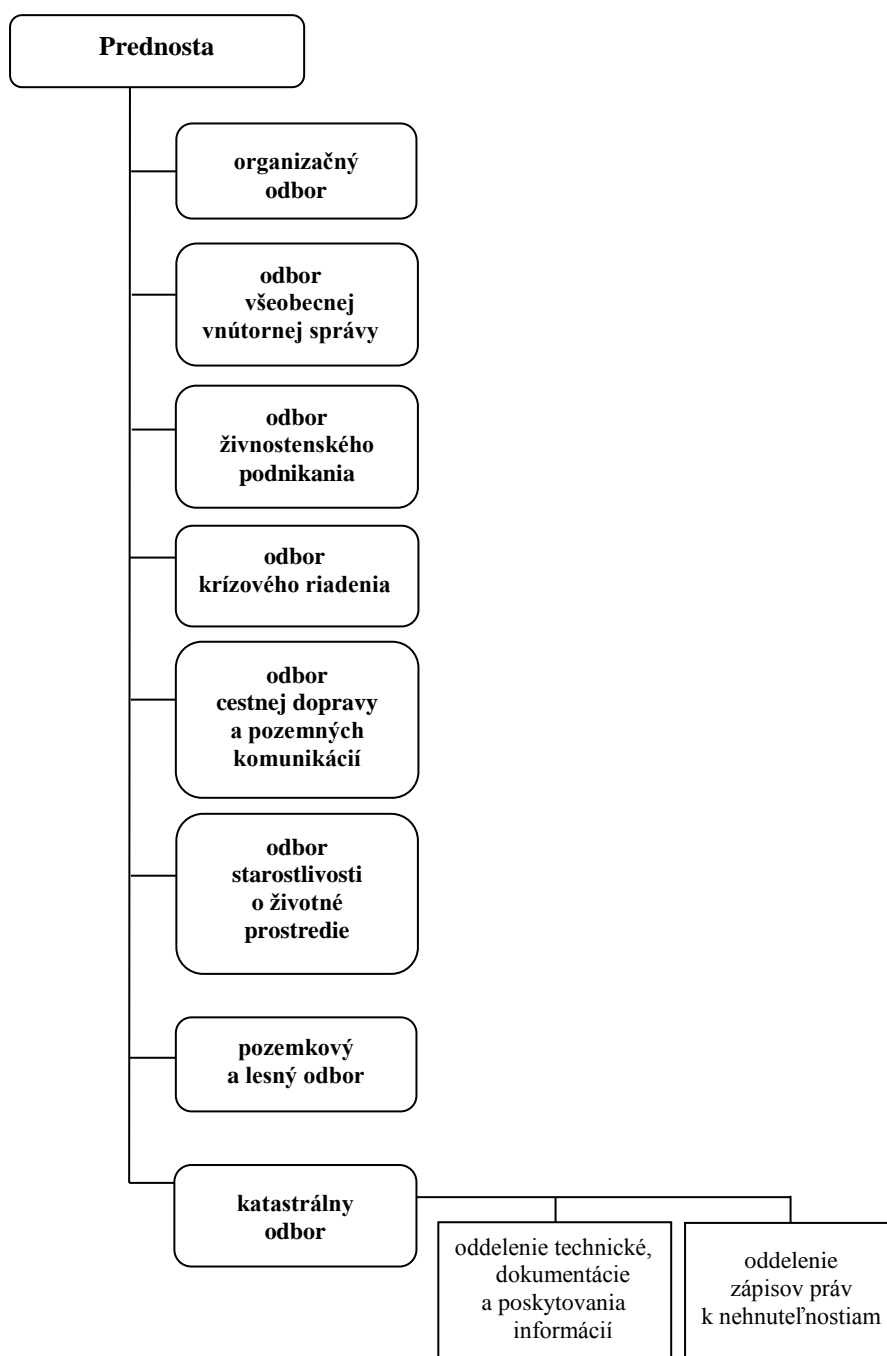 Prednosta
organizačný
odbor
odbor
všeobecnej
vnútornej správy
odbor
živnostenského
podnikania
odbor
krízového riadenia
odbor
cestnej dopravy
a pozemných
komunikácií
odbor
starostlivosti
o životné
prostredie
pozemkový
a lesný odbor
katastrálny
odbor
oddelenie technické,
dokumentácie
a poskytovania
informácií
oddelenie
zápisov práv
k nehnuteľnostiam